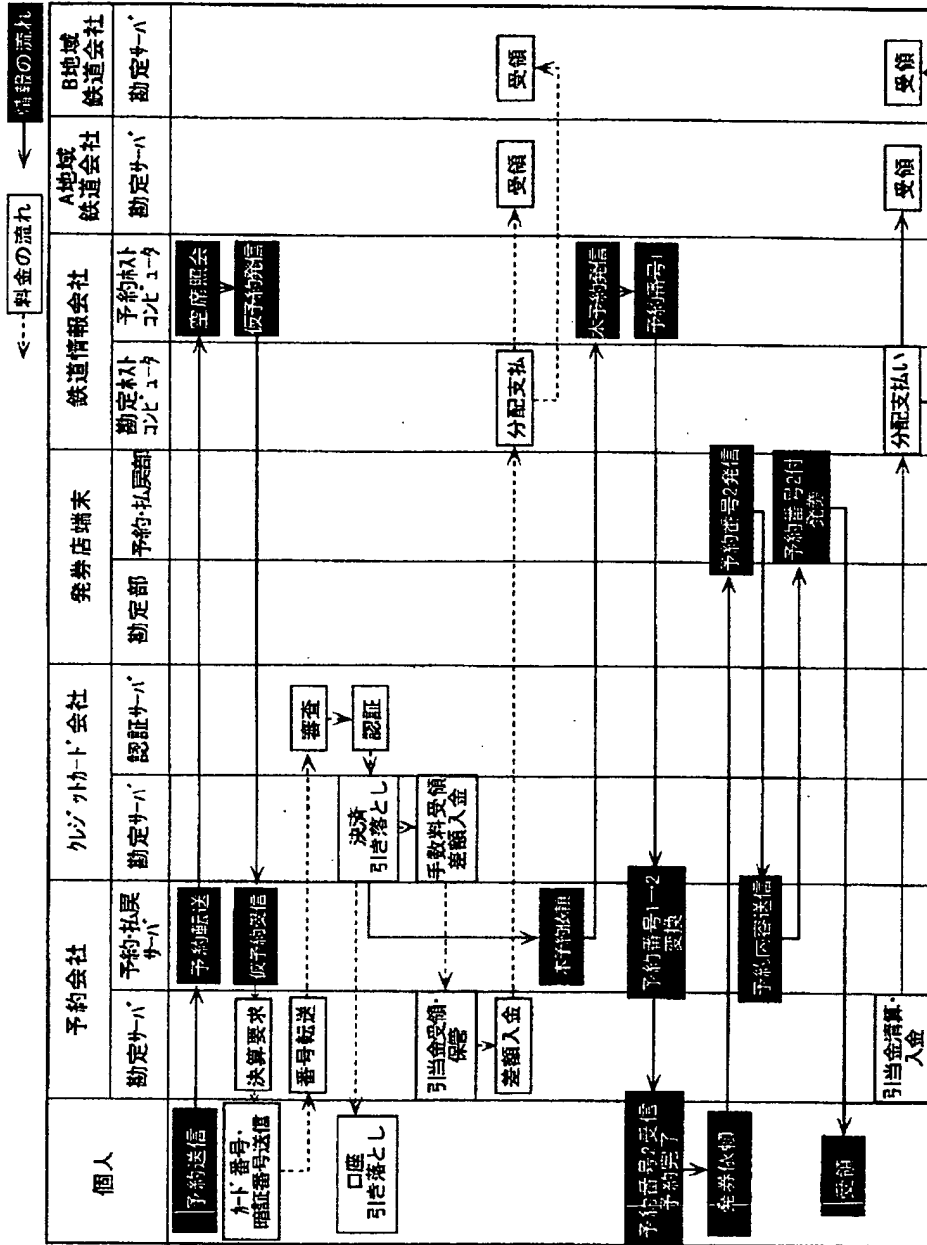 料金の流れ
情報の流れ
個人
予約会社
勘定サーバ
予約・払戻
サーバ
クレジットカード会社
勘定サーバ
認証サーバ
発券店端末
勘定部
予約・払戻部
鉄道情報会社
勘定ホスト
コンピュータ
予約ホスト
コンピュータ
A地域
鉄道会社
勘定サーバ
B地域
鉄道会社
勘定サーバ
予約送信
予約転送
空席照会
仮予約発信
仮予約受信
決算要求
カード番号・
暗証番号送信
番号転送
審査
認証
決済
引き落とし
口座
引き落とし
手数料受領
差額入金
引当金受領・
保管
差額入金
分配支払
受領
受領
本予約依頼
本予約発信
予約番号1
予約番号1―2
変換
予約番号2受信
予約完了
発券依頼
予約番号2発信
予約内容送信
予約番号2付
発券
受領
引当金清算・
入金
分配支払い
受領
受領